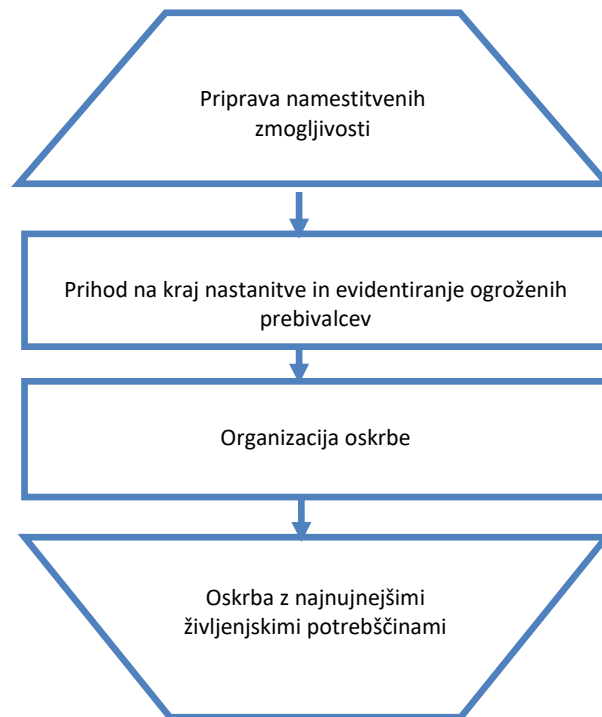 Priprava namestitvenih
zmogljivosti
Prihod na kraj nastanitve in evidentiranje ogroženih
prebivalcev
Organizacija oskrbe
Oskrba z najnujnejšimi
življenjskimi potrebščinami